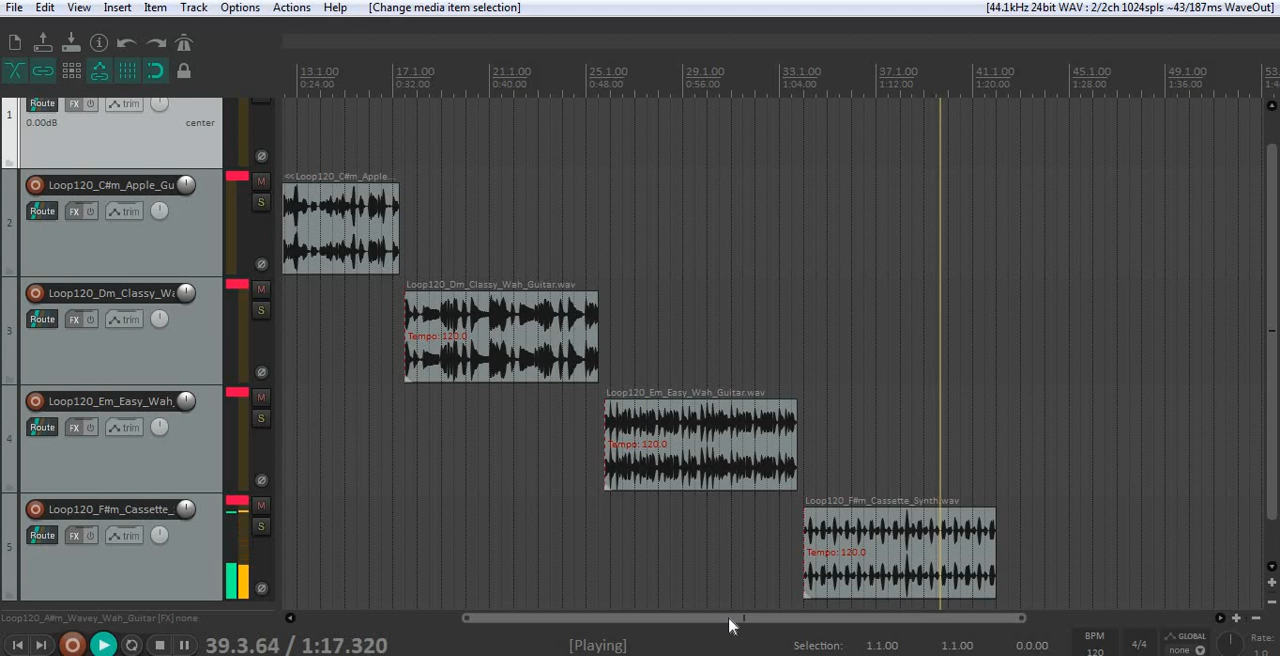 File Edit View Insert Item Track Options Actions Help [Change media item selection] [44.1kHz 24bit WAV : 2/2ch 1024spls ~43/187ms WaveOut]
13.1.00 17.1.00 21.1.00 25.1.00 29.1.00 33.1.00 37.1.00 41.1.00 45.1.00 49.1.00 53.
0:24.00 0:32.00 0:40.00 0:48.00 0:56.00 1:04.00 1:12.00 1:20.00 1:28.00 1:36.00
1 Route FX trim
0.00dB center
<<Loop120_C#m_Apple...
Loop120_C#m_Apple_Gu M
2 Route FX trim S
Loop120_Dm_Classy_Wah_Guitar.wav
Loop120_Dm_Classy_Wa M
3 Route FX trim S
Tempo: 120.0
Loop120_Em_Easy_Wah_Guitar.wav
Loop120_Em_Easy_Wah_ M
4 Route FX trim S
Tempo: 120.0
Loop120_F#m_Cassette_Synth.wav
Loop120_F#m_Cassette_ M
5 Route FX trim S
Tempo: 120.0
Loop120_A#m_Wavey_Wah_Guitar [FX] none
39.3.64 / 1:17.320 [Playing] Selection: 1.1.00 1.1.00 0.0.00 BPM 120 4/4 GLOBAL none Rate: 1.0